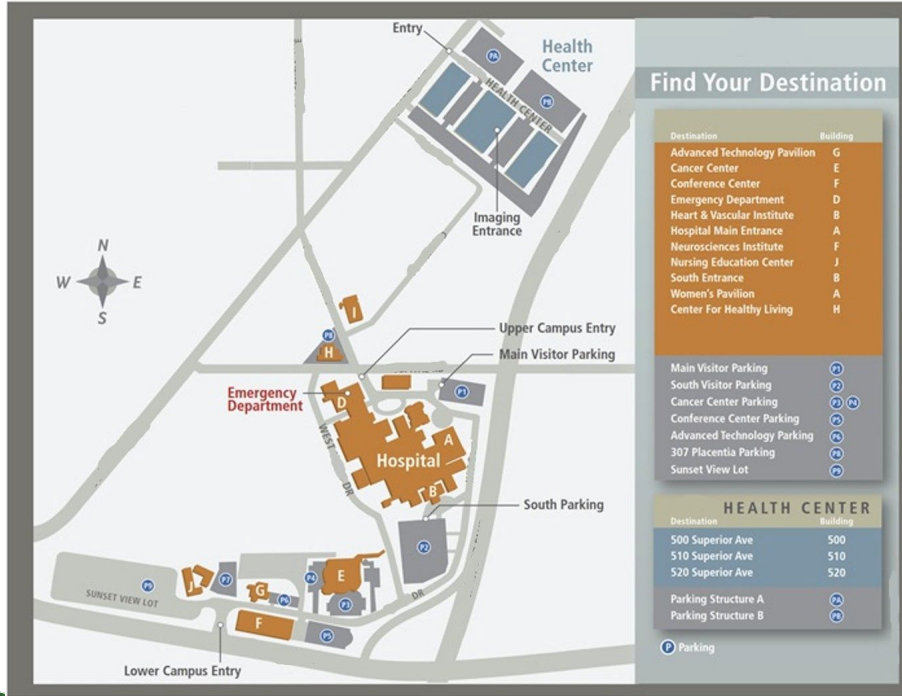 Entry
Health
Center
PA
PB
HEALTH CENTER
Imaging
Entrance
N
W E
S
I
P8
H
Upper Campus Entry
Main Visitor Parking
P1
Emergency
Department
D
WEST
DR
A
Hospital
B
South Parking
P2
P9
SUNSET VIEW LOT
J
P7
G
P6
P4
E
P3
DR
F
P5
Lower Campus Entry
Find Your Destination
Destination Building
Advanced Technology Pavilion G
Cancer Center E
Conference Center F
Emergency Department D
Heart & Vascular Institute B
Hospital Main Entrance A
Neurosciences Institute F
Nursing Education Center J
South Entrance B
Women's Pavilion A
Center For Healthy Living H
Main Visitor Parking P1
South Visitor Parking P2
Cancer Center Parking P3 P4
Conference Center Parking P5
Advanced Technology Parking P6
307 Placentia Parking P8
Sunset View Lot P9
HEALTH CENTER
Destination Building
500 Superior Ave 500
510 Superior Ave 510
520 Superior Ave 520
Parking Structure A PA
Parking Structure B PB
P Parking